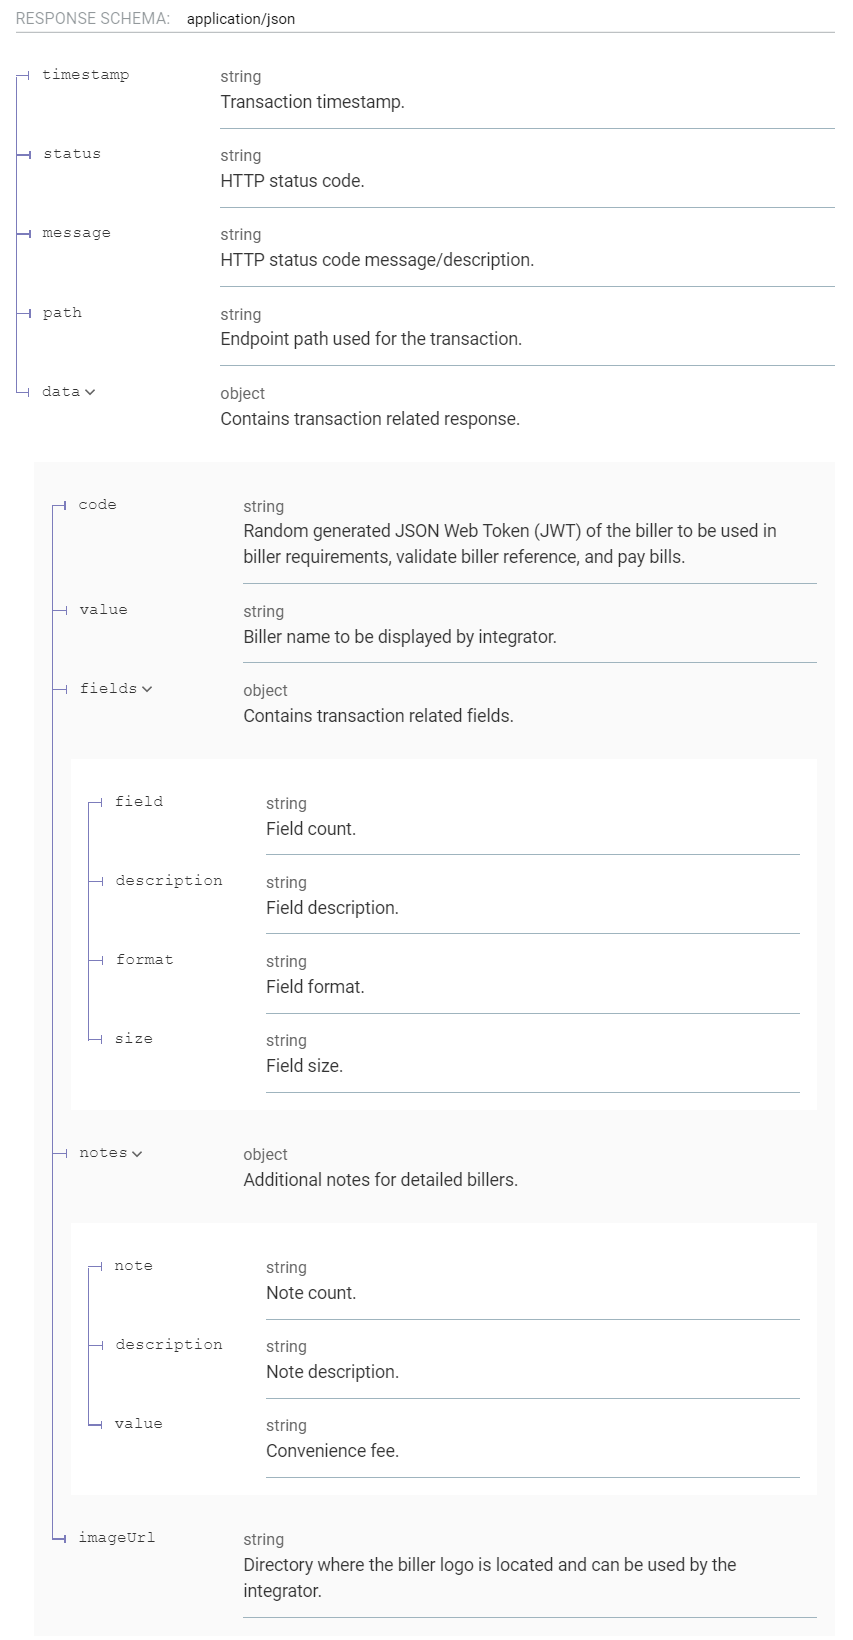 RESPONSE SCHEMA: application/json
timestamp string
Transaction timestamp.
status string
HTTP status code.
message string
HTTP status code message/description.
path string
Endpoint path used for the transaction.
data object
Contains transaction related response.
code string
Random generated JSON Web Token (JWT) of the biller to be used in
biller requirements, validate biller reference, and pay bills.
value string
Biller name to be displayed by integrator.
fields object
Contains transaction related fields.
field string
Field count.
description string
Field description.
format string
Field format.
size string
Field size.
notes object
Additional notes for detailed billers.
note string
Note count.
description string
Note description.
value string
Convenience fee.
imageUrl string
Directory where the biller logo is located and can be used by the
integrator.